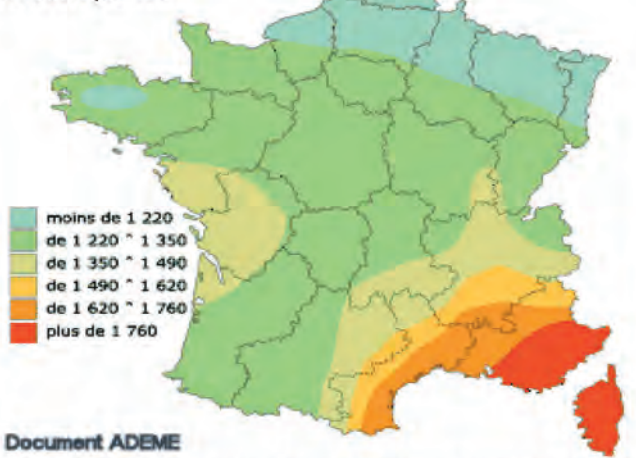 moins de 1 220
de 1 220 ^ 1 350
de 1 350 ^ 1 490
de 1 490 ^ 1 620
de 1 620 ^ 1 760
plus de 1 760
Document ADEME